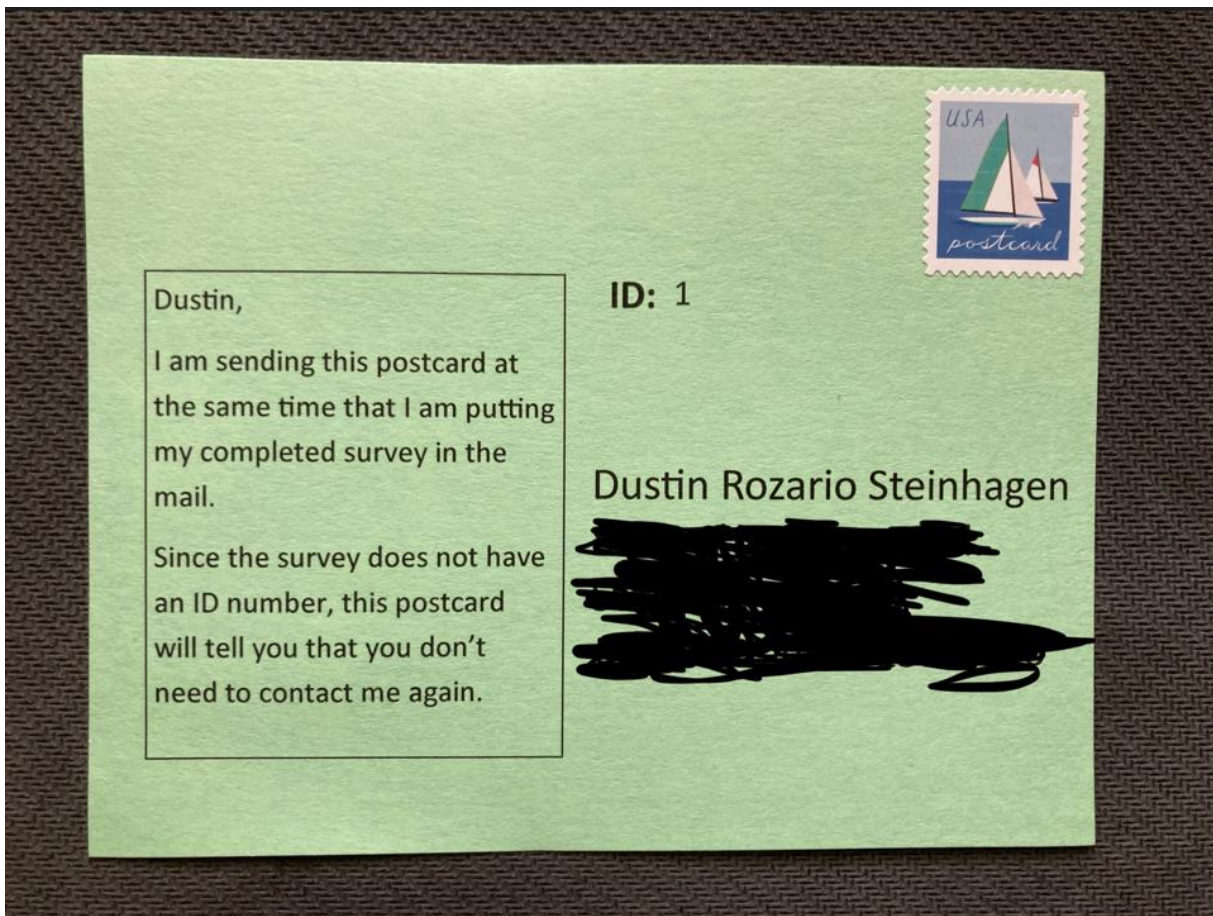 USA
postcard
Dustin,
I am sending this postcard at
the same time that I am putting
my completed survey in the
mail.
Since the survey does not have
an ID number, this postcard
will tell you that you don't
need to contact me again.
ID: 1
Dustin Rozario Steinhagen